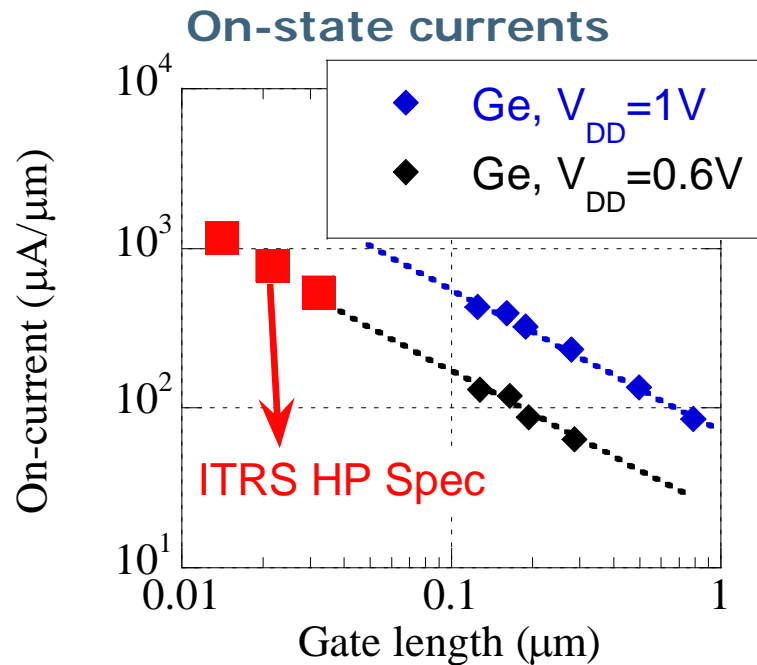 On-state currents
Ge, V_DD=1V
Ge, V_DD=0.6V
10^4
10^3
10^2
10^1
On-current (μA/μm)
ITRS HP Spec
0.01
0.1
1
Gate length (μm)